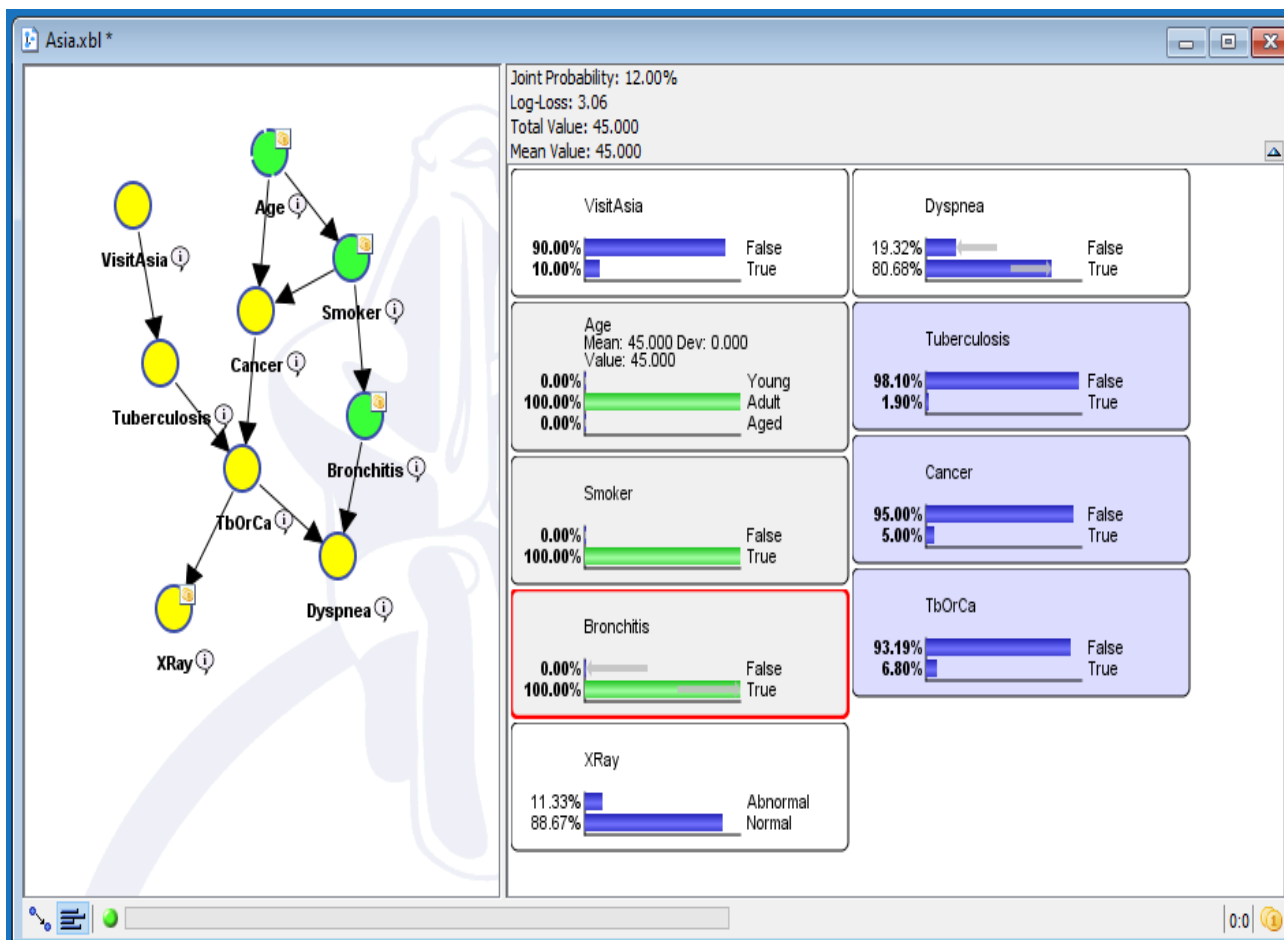 Asia.xbl *
Age
VisitAsia
Smoker
Cancer
Tuberculosis
Bronchitis
TbOrCa
Dyspnea
XRay
Joint Probability: 12.00%
Log-Loss: 3.06
Total Value: 45.000
Mean Value: 45.000
VisitAsia
90.00% False
10.00% True
Age
Mean: 45.000 Dev: 0.000
Value: 45.000
0.00% Young
100.00% Adult
0.00% Aged
Smoker
0.00% False
100.00% True
Bronchitis
0.00% False
100.00% True
XRay
11.33% Abnormal
88.67% Normal
Dyspnea
19.32% False
80.68% True
Tuberculosis
98.10% False
1.90% True
Cancer
95.00% False
5.00% True
TbOrCa
93.19% False
6.80% True
0:0